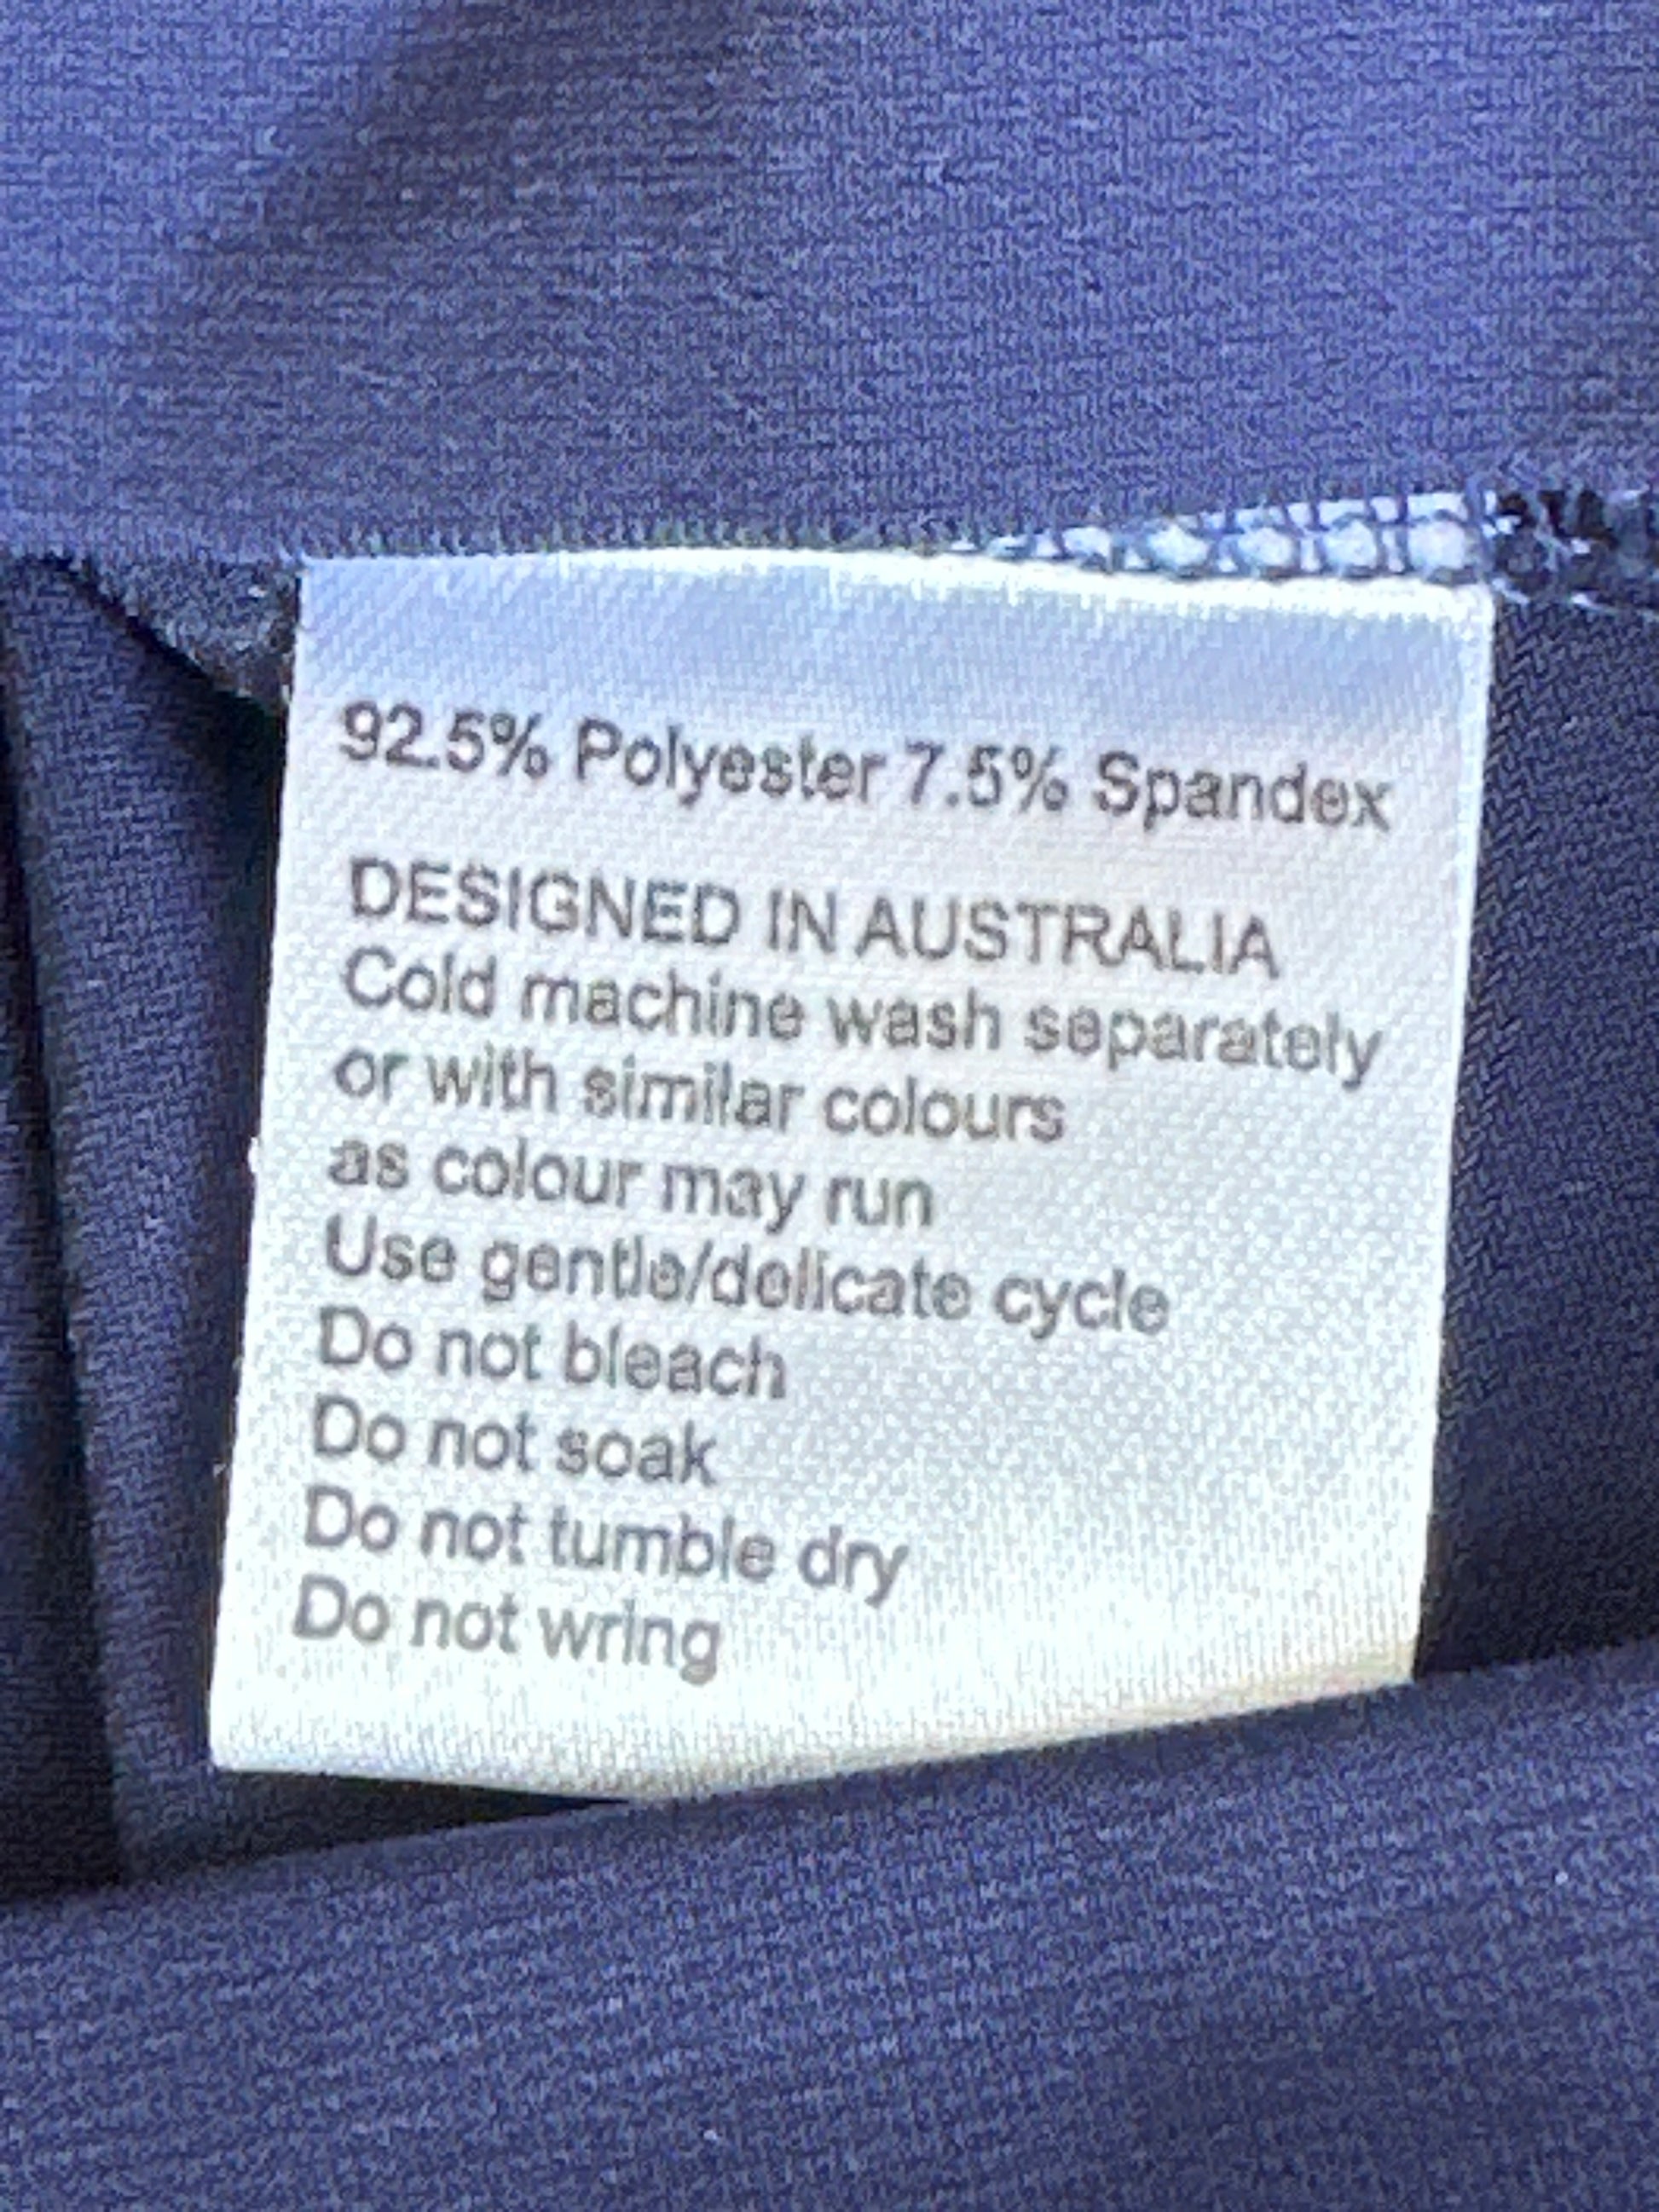 92.5% Polyester 7.5% Spandex
DESIGNED IN AUSTRALIA
Cold machine wash separately
or with similar colours
as colour may run
Use gentle/delicate cycle
Do not bleach
Do not soak
Do not tumble dry
Do not wring